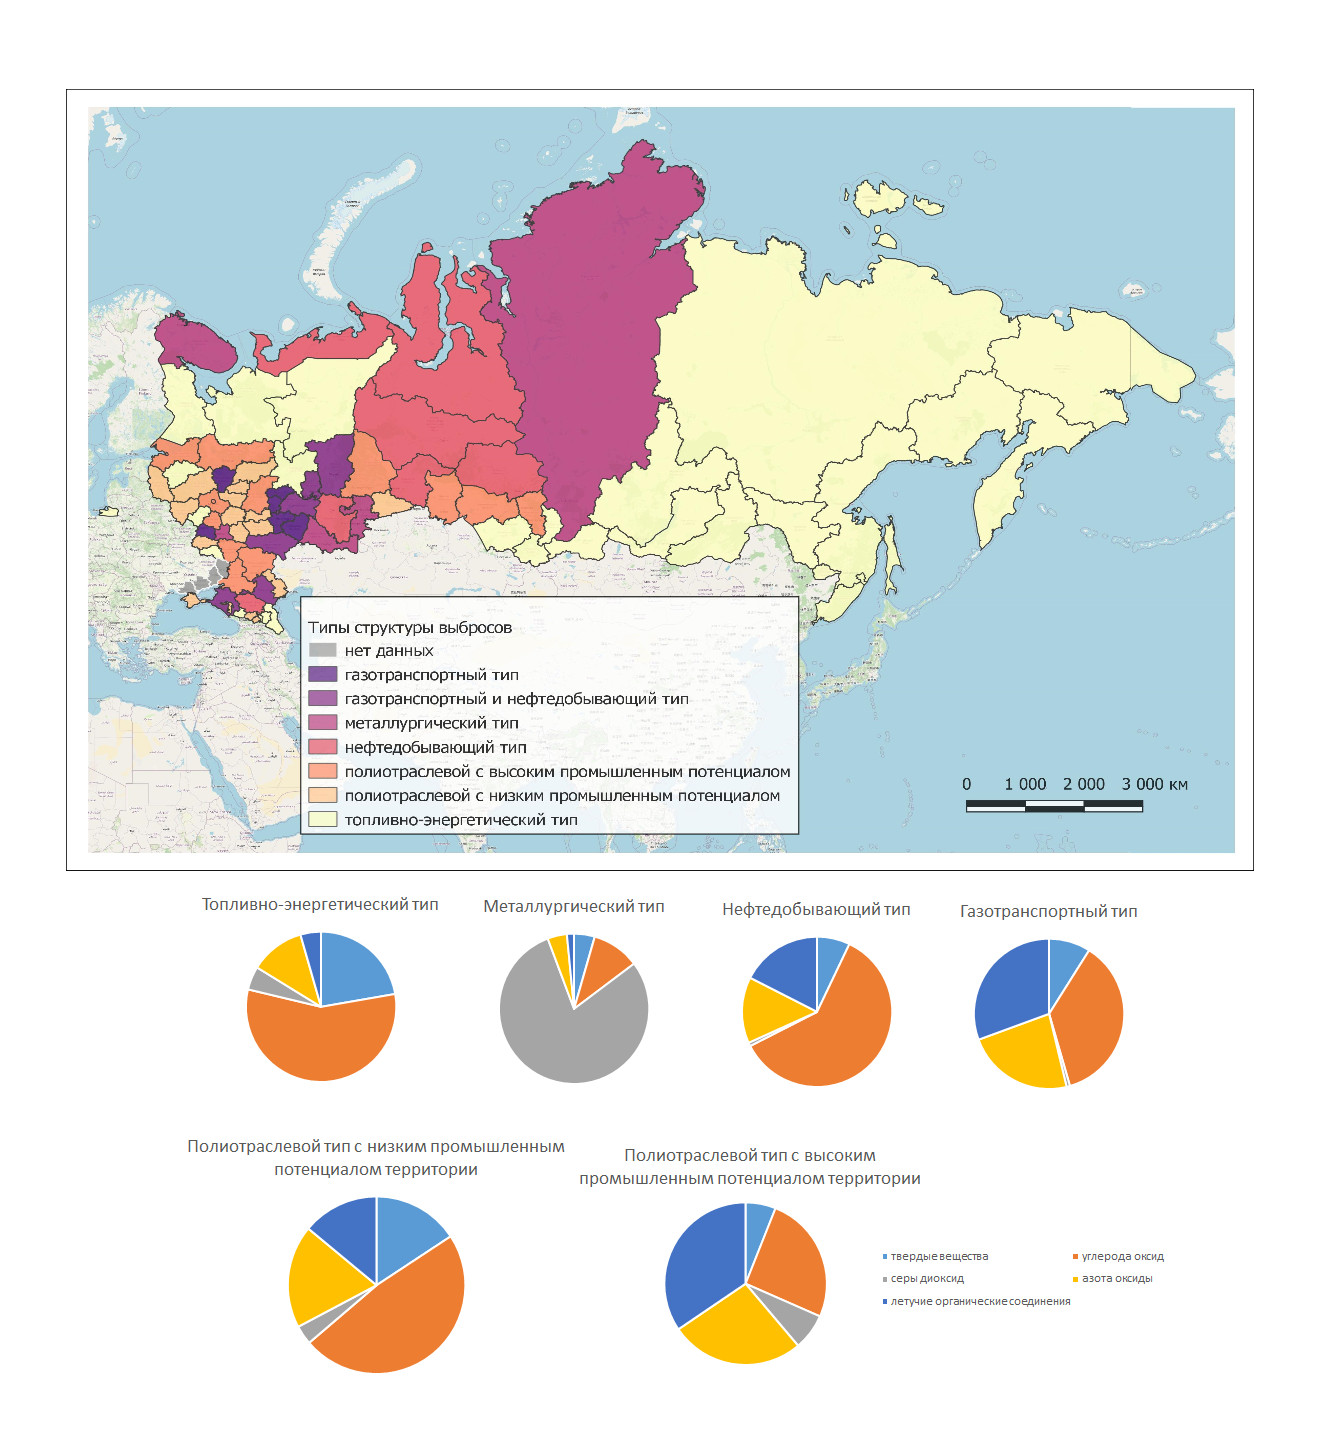 Типы структуры выбросов
нет данных
газотранспортный тип
газотранспортный и нефтедобывающий тип
металлургический тип
нефтедобывающий тип
полиотраслевой с высоким промышленным потенциалом
полиотраслевой с низким промышленным потенциалом
топливно-энергетический тип
0 1 000 2 000 3 000 км
Топливно-энергетический тип
Металлургический тип
Нефтедобывающий тип
Газотранспортный тип
Полиотраслевой тип с низким промышленным
потенциалом территории
Полиотраслевой тип с высоким
промышленным потенциалом территории
твердые вещества
углерода оксид
серы диоксид
азота оксиды
летучие органические соединения